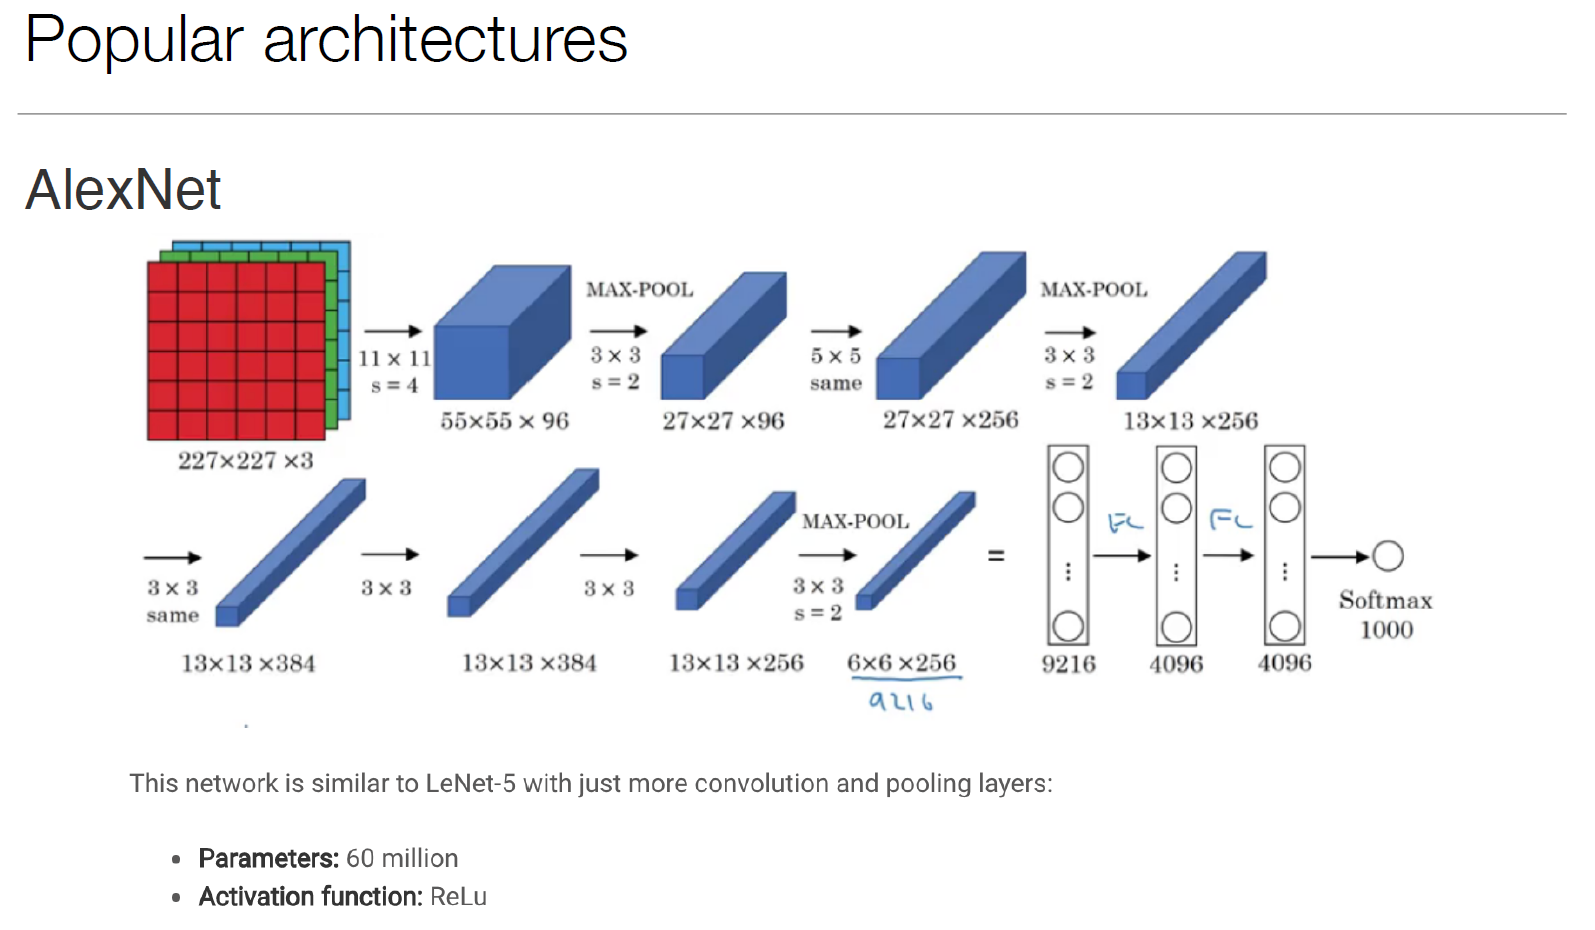 Popular architectures
AlexNet
227×227 ×3
11 × 11
s = 4
55×55 × 96
MAX-POOL
3 × 3
s = 2
27×27 ×96
5 × 5
same
27×27 ×256
MAX-POOL
3 × 3
s = 2
13×13 ×256
3 × 3
same
13×13 ×384
3 × 3
13×13 ×384
3 × 3
13×13 ×256
MAX-POOL
3 × 3
s = 2
6×6 ×256
9216
=
9216
FC
4096
FC
4096
Softmax
1000
This network is similar to LeNet-5 with just more convolution and pooling layers:
• Parameters: 60 million
• Activation function: ReLu